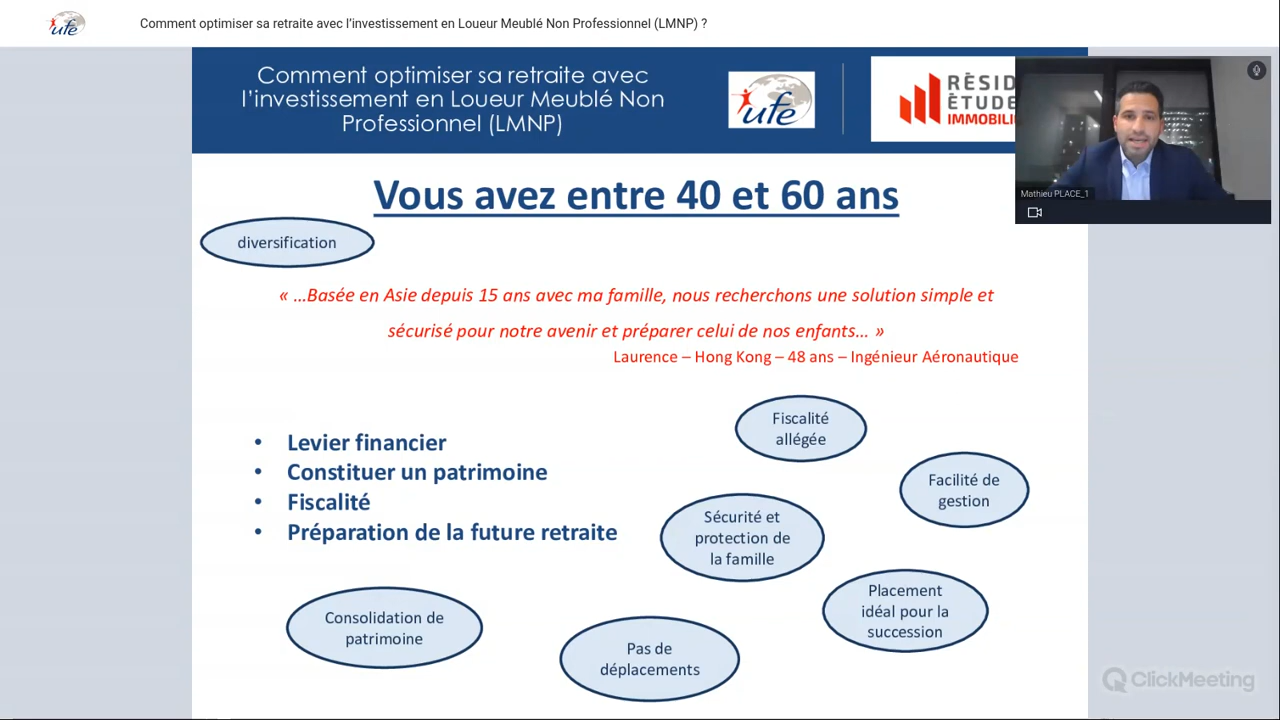 ufe
Comment optimiser sa retraite avec l’investissement en Loueur Meublé Non Professionnel (LMNP) ?
Comment optimiser sa retraite avec
l’investissement en Loueur Meublé Non
Professionnel (LMNP)
ufe
RÉSID
ÉTUDE
IMMOBILI
Mathieu PLACE_1
Vous avez entre 40 et 60 ans
diversification
« …Basée en Asie depuis 15 ans avec ma famille, nous recherchons une solution simple et
sécurisé pour notre avenir et préparer celui de nos enfants… »
Laurence – Hong Kong – 48 ans – Ingénieur Aéronautique
• Levier financier
• Constituer un patrimoine
• Fiscalité
• Préparation de la future retraite
Fiscalité
allégée
Facilité de
gestion
Sécurité et
protection de
la famille
Placement
idéal pour la
succession
Consolidation de
patrimoine
Pas de
déplacements
ClickMeeting